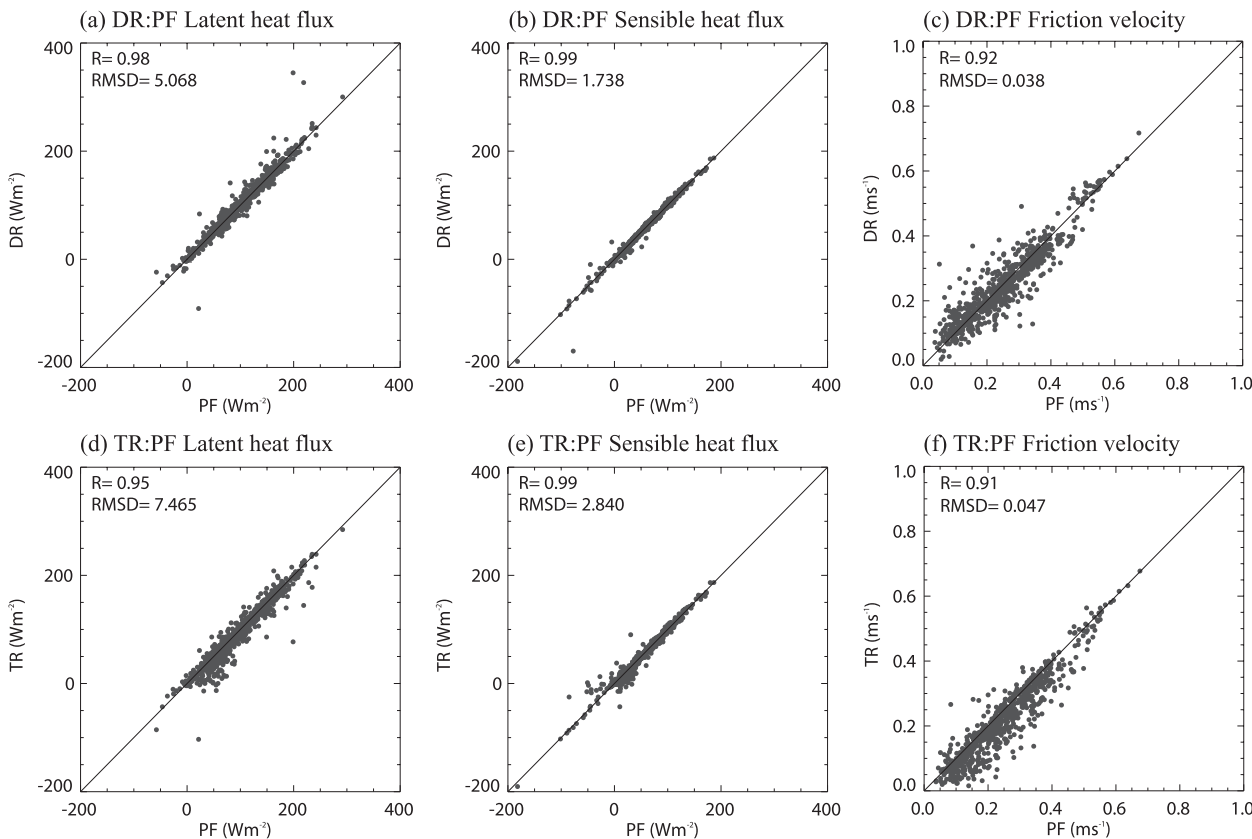 (a) DR:PF Latent heat flux
R= 0.98
RMSD= 5.068
400
200
0
-200
DR (Wm⁻²)
-200 0 200 400
PF (Wm⁻²)
(b) DR:PF Sensible heat flux
R= 0.99
RMSD= 1.738
400
200
0
-200
DR (Wm⁻²)
-200 0 200 400
PF (Wm⁻²)
(c) DR:PF Friction velocity
R= 0.92
RMSD= 0.038
1.0
0.8
0.6
0.4
0.2
0.0
DR (ms⁻¹)
0.0 0.2 0.4 0.6 0.8 1.0
PF (ms⁻¹)
(d) TR:PF Latent heat flux
R= 0.95
RMSD= 7.465
400
200
0
-200
TR (Wm⁻²)
-200 0 200 400
PF (Wm⁻²)
(e) TR:PF Sensible heat flux
R= 0.99
RMSD= 2.840
400
200
0
-200
TR (Wm⁻²)
-200 0 200 400
PF (Wm⁻²)
(f) TR:PF Friction velocity
R= 0.91
RMSD= 0.047
1.0
0.8
0.6
0.4
0.2
0.0
TR (ms⁻¹)
0.0 0.2 0.4 0.6 0.8 1.0
PF (ms⁻¹)